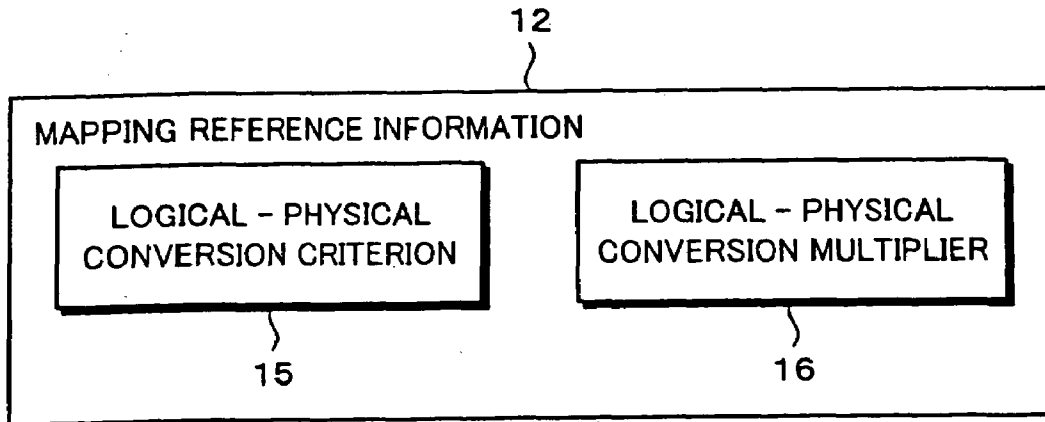 12
MAPPING REFERENCE INFORMATION
LOGICAL - PHYSICAL
CONVERSION CRITERION
LOGICAL - PHYSICAL
CONVERSION MULTIPLIER
15
16